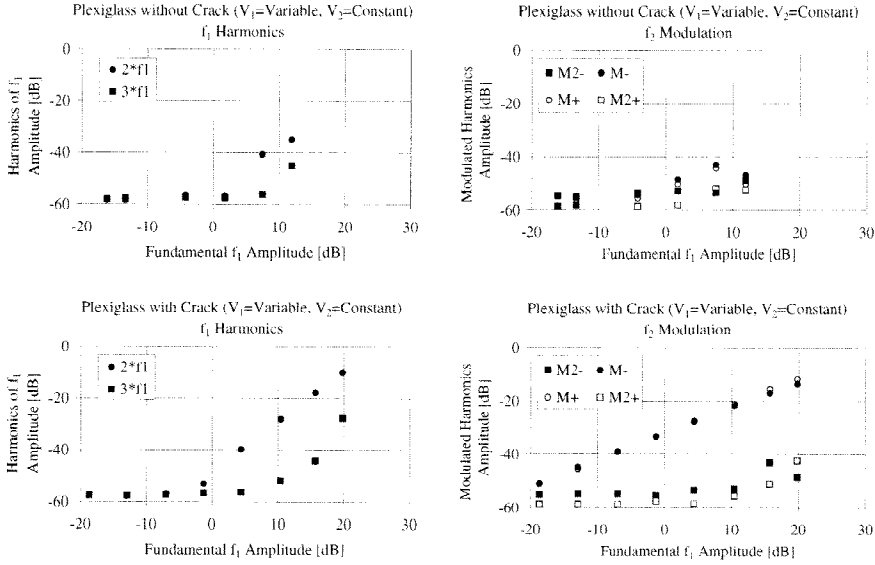 Plexiglass without Crack (V1=Variable, V2=Constant)
f1 Harmonics
Harmonics of f1
Amplitude [dB]
0
-20
-40
-60
2*f1
3*f1
-20
-10
0
10
20
30
Fundamental f1 Amplitude [dB]
Plexiglass without Crack (V1=Variable, V2=Constant)
f2 Modulation
Modulated Harmonics
Amplitude [dB]
0
-20
-40
-60
M2- M-
M+ M2+
-20
-10
0
10
20
30
Fundamental f1 Amplitude [dB]
Plexiglass with Crack (V1=Variable, V2=Constant)
f1 Harmonics
Harmonics of f1
Amplitude [dB]
0
-20
-40
-60
2*f1
3*f1
-20
-10
-0
10
20
30
Fundamental f1 Amplitude [dB]
Plexiglass with Crack (V1=Variable, V2=Constant)
f2 Modulation
Modulated Harmonics
Amplitude [dB]
0
-20
-40
-60
M2- M-
M+ M2+
-20
-10
0
10
20
30
Fundamental f1 Amplitude [dB]